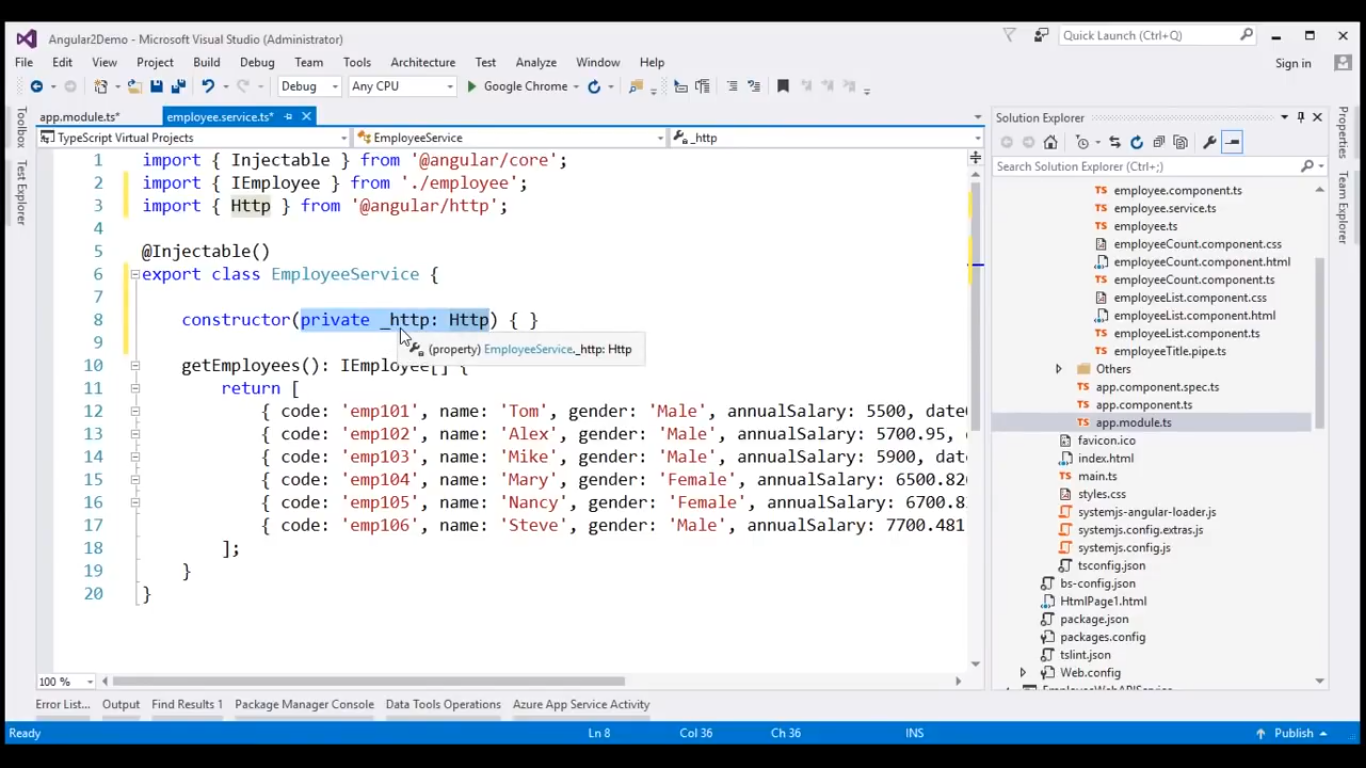 Angular2Demo - Microsoft Visual Studio (Administrator)
Quick Launch (Ctrl+Q)
File Edit View Project Build Debug Team Tools Architecture Test Analyze Window Help
Sign in
Debug Any CPU Google Chrome
Toolbox
Test Explorer
app.module.ts* employee.service.ts*
TypeScript Virtual Projects EmployeeService _http
1 import { Injectable } from '@angular/core';
2 import { IEmployee } from './employee';
3 import { Http } from '@angular/http';
4
5 @Injectable()
6 export class EmployeeService {
7
8 constructor(private _http: Http) { }
9
(property) EmployeeService._http: Http
10 getEmployees(): IEmployee[] {
11 return [
12 { code: 'emp101', name: 'Tom', gender: 'Male', annualSalary: 5500, date
13 { code: 'emp102', name: 'Alex', gender: 'Male', annualSalary: 5700.95,
14 { code: 'emp103', name: 'Mike', gender: 'Male', annualSalary: 5900, dat
15 { code: 'emp104', name: 'Mary', gender: 'Female', annualSalary: 6500.82
16 { code: 'emp105', name: 'Nancy', gender: 'Female', annualSalary: 6700.8
17 { code: 'emp106', name: 'Steve', gender: 'Male', annualSalary: 7700.481
18 ];
19 }
20 }
100 %
Solution Explorer
Search Solution Explorer (Ctrl+;)
employee.component.ts
employee.service.ts
employee.ts
employeeCount.component.css
employeeCount.component.html
employeeCount.component.ts
employeeList.component.css
employeeList.component.html
employeeList.component.ts
employeeTitle.pipe.ts
Others
app.component.spec.ts
app.component.ts
app.module.ts
favicon.ico
index.html
main.ts
styles.css
systemjs-angular-loader.js
systemjs.config.extras.js
systemjs.config.js
tsconfig.json
bs-config.json
HtmlPage1.html
package.json
packages.config
tslint.json
Web.config
Properties
Team Explorer
Error List... Output Find Results 1 Package Manager Console Data Tools Operations Azure App Service Activity
Ready Ln 8 Col 36 Ch 36 INS Publish